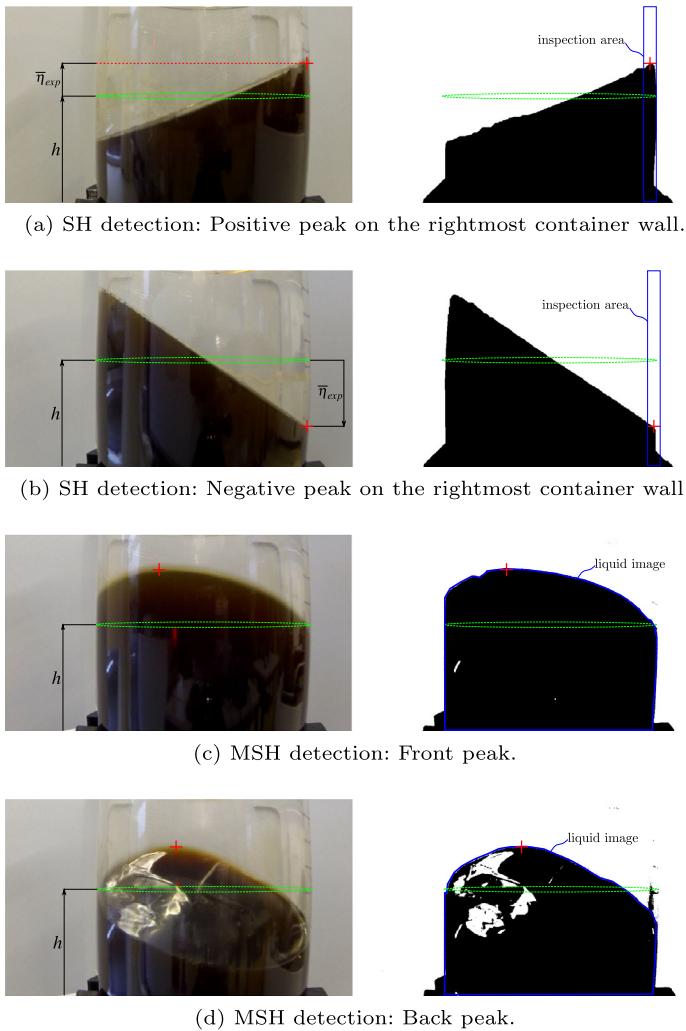 inspection area
η̄exp
h
(a) SH detection: Positive peak on the rightmost container wall.
inspection area
η̄exp
h
(b) SH detection: Negative peak on the rightmost container wall
liquid image
h
(c) MSH detection: Front peak.
liquid image
h
(d) MSH detection: Back peak.